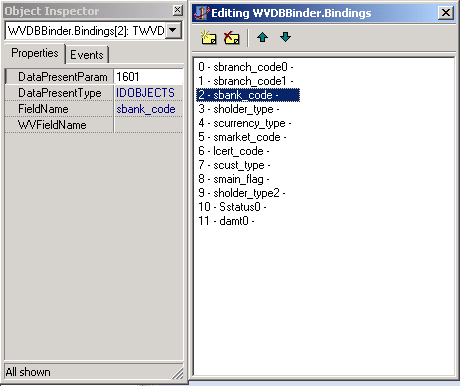 Object Inspector
WVDBBinder.Bindings[2]: TWVD
Properties
Events
DataPresentParam 1601
DataPresentType IDOBJECTS
FieldName sbank_code
WVFieldName
All shown
Editing WVDBBinder.Bindings
0 - sbranch_code0 -
1 - sbranch_code1 -
2 - sbank_code -
3 - sholder_type -
4 - scurrency_type -
5 - smarket_code -
6 - lcert_code -
7 - scust_type -
8 - smain_flag -
9 - sholder_type2 -
10 - Sstatus0 -
11 - damt0 -